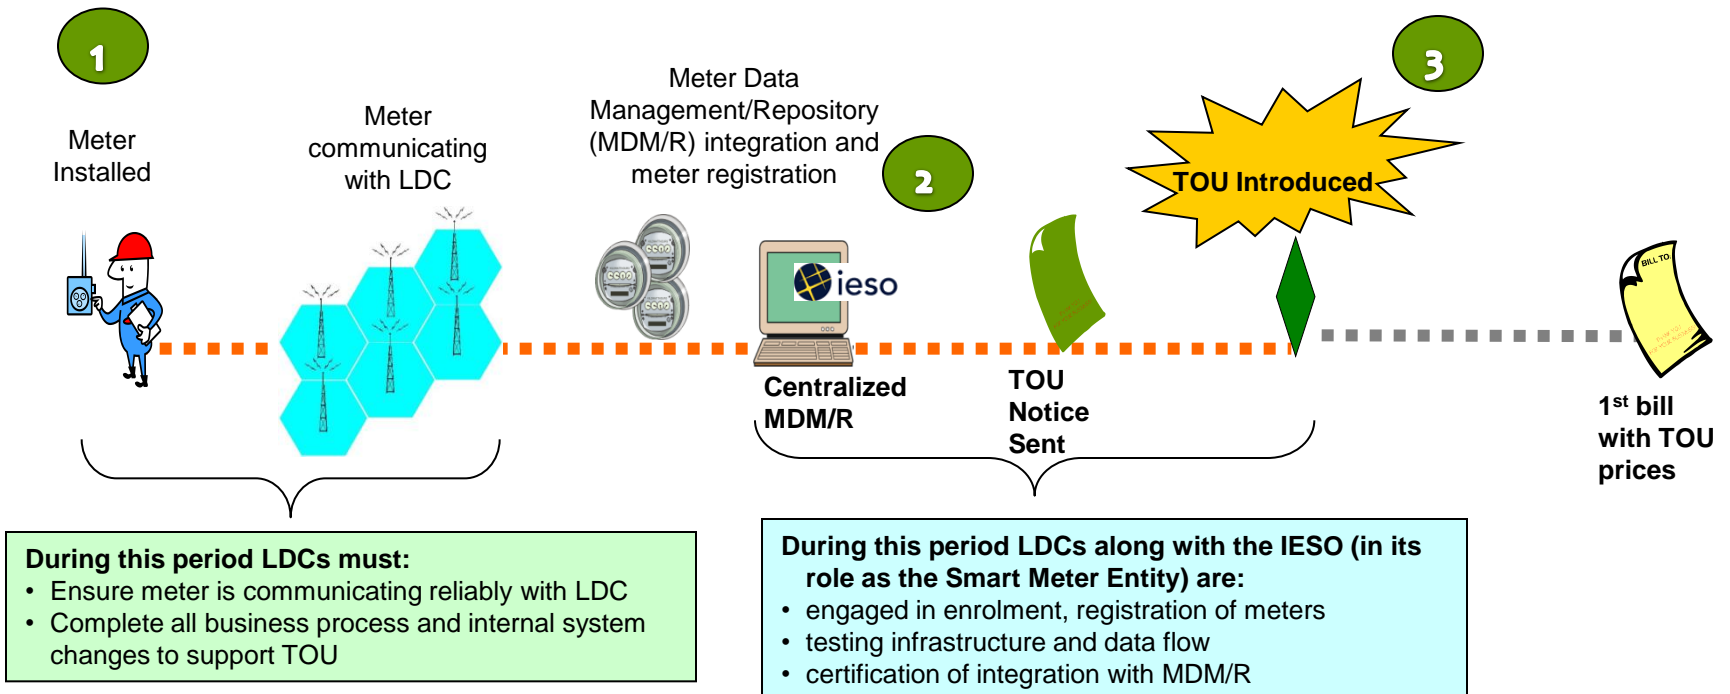 1
Meter
Installed
Meter
communicating
with LDC
Meter Data
Management/Repository
(MDM/R) integration and
meter registration
2
3
TOU Introduced
ieso
BILL TO:
Centralized
MDM/R
TOU
Notice
Sent
1st bill
with TOU
prices
During this period LDCs must:
• Ensure meter is communicating reliably with LDC
• Complete all business process and internal system
changes to support TOU
During this period LDCs along with the IESO (in its
role as the Smart Meter Entity) are:
• engaged in enrolment, registration of meters
• testing infrastructure and data flow
• certification of integration with MDM/R